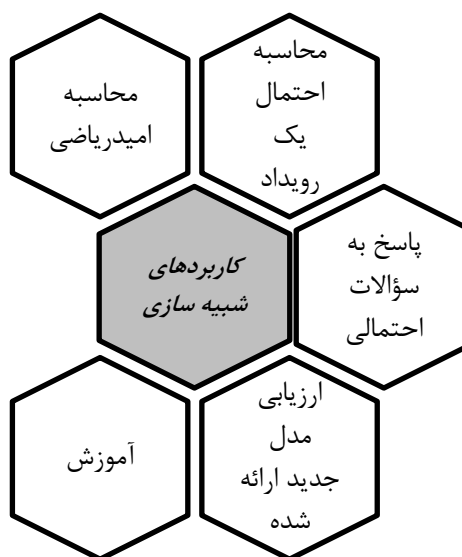 محاسبه
احتمال
یک
رویداد
محاسبه
امیدریاضی
پاسخ به
سؤالات
احتمالی
کاربردهای
شبیه سازی
ارزیابی
مدل
جدید ارائه
شده
آموزش